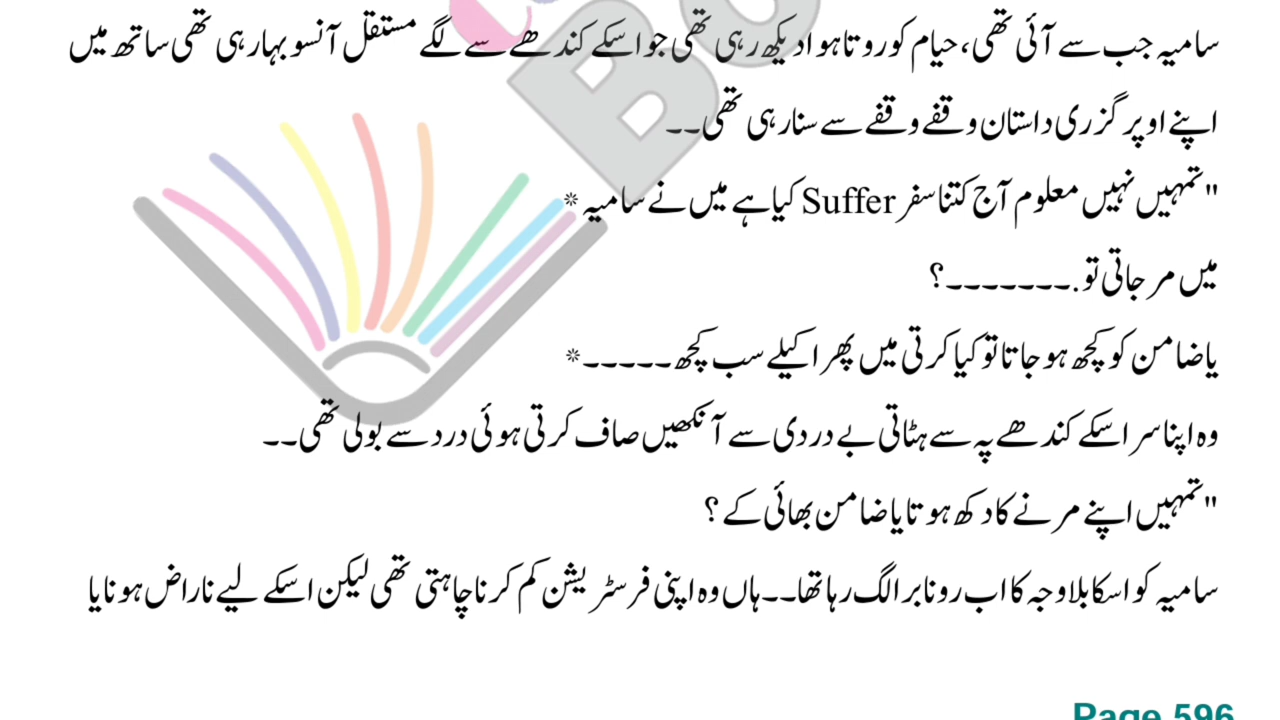 سامیہ جب سے آئی تھی، حیام کو روتا ہوا دیکھ رہی تھی جو اسکے کندھے سے لگے مستقل آنسو بہا رہی تھی ساتھ میں
اپنے اوپر گزری داستان وقفے وقفے سے سنا رہی تھی۔۔
"تمہیں نہیں معلوم آج کتنا سفر Suffer کیا ہے میں نے سامیہ *
میں مر جاتی تو .۔۔۔۔۔۔۔؟
یا ضامن کو کچھ ہو جاتا تو کیا کرتی میں پھر اکیلے سب کچھ۔۔۔۔۔*
وہ اپنا سر اسکے کندھے پہ سے ہٹاتی بے دردی سے آنکھیں صاف کرتی ہوئی درد سے بولی تھی۔۔
"تمہیں اپنے مرنے کا دکھ ہوتا یا ضامن بھائی کے ؟
سامیہ کو اسکا بلاوجہ کا اب رونا برا لگ رہا تھا۔۔ہاں وہ اپنی فرسٹریشن کم کرنا چاہتی تھی لیکن اسکے لیے ناراض ہونا یا
Page 596